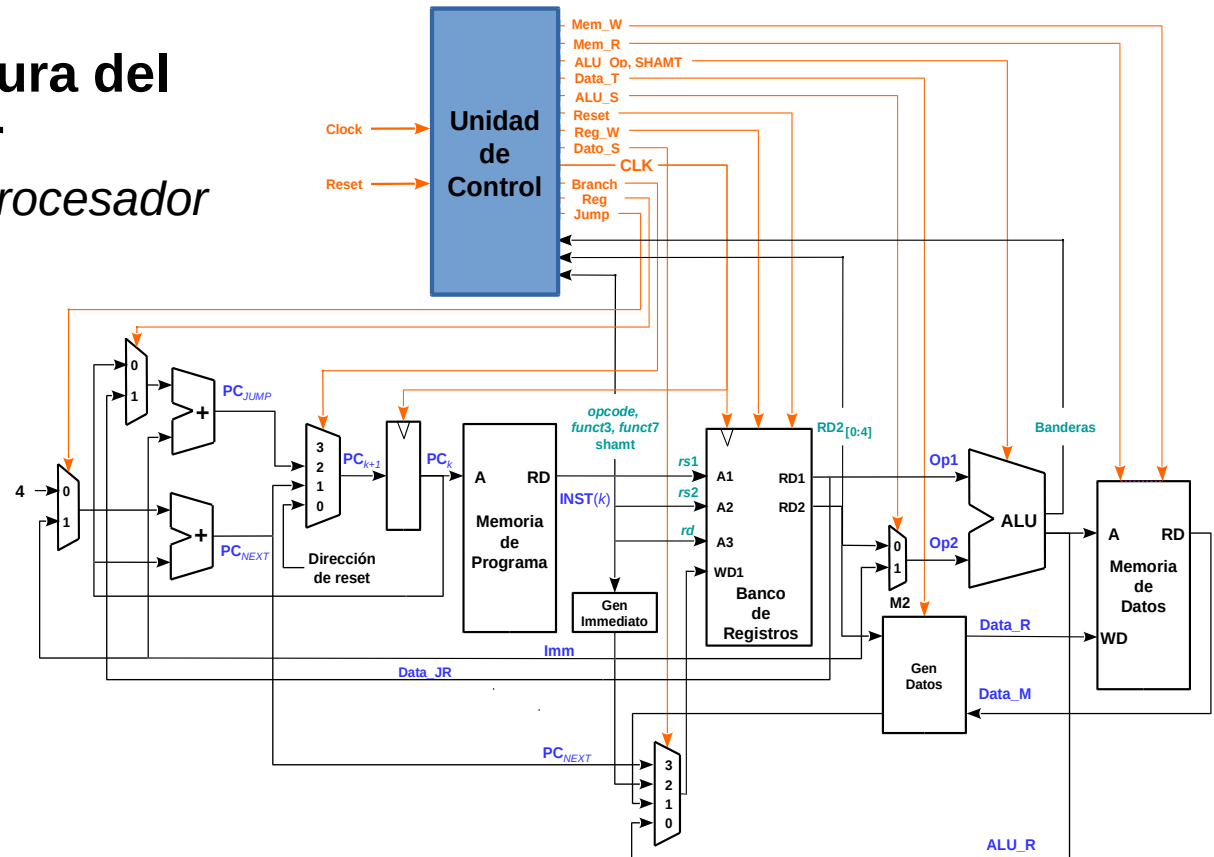 ura del
rocesador
Unidad
de
Control
Clock
Reset
Mem_W
Mem_R
ALU_Op, SHAMT
Data_T
ALU_S
Reset
Reg_W
Dato_S
CLK
Branch
Reg
Jump
0
1
+
PC_JUMP
4
0
1
+
PC_NEXT
3
2
1
0
Dirección
de reset
PC_k+1
PC_k
A RD
Memoria
de
Programa
INST(k)
opcode,
funct3, funct7
shamt
rs1
rs2
rd
A1
A2
A3
WD1
RD1
RD2
Banco
de
Registros
Gen
Immediato
RD2[0:4]
Banderas
Op1
Op2
0
1
M2
ALU
A RD
Memoria
de
Datos
WD
Gen
Datos
Data_R
Data_M
Imm
Data_JR
PC_NEXT
3
2
1
0
ALU_R